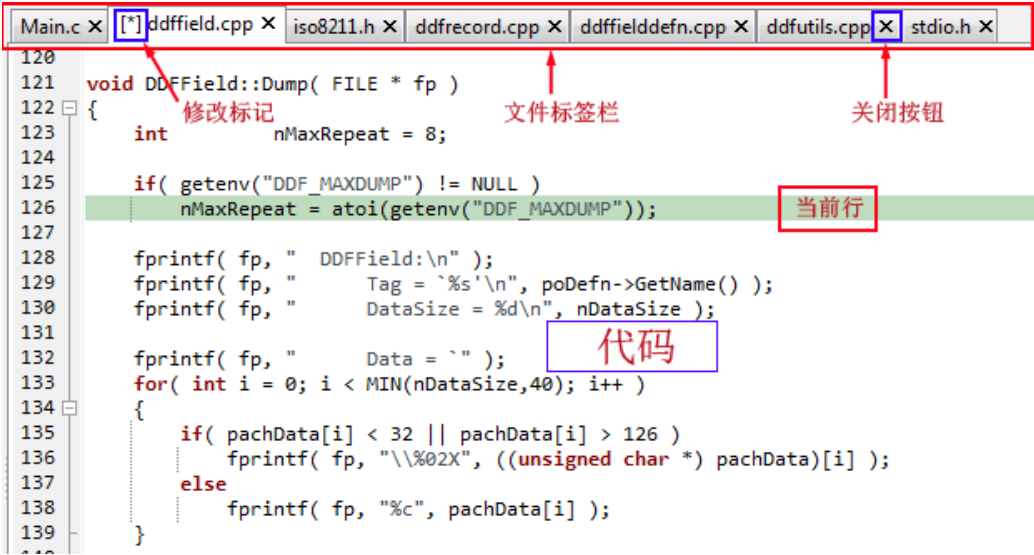 Main.c X [*] ddffield.cpp X iso8211.h X ddfrecord.cpp X ddffielddefn.cpp X ddfutils.cpp X stdio.h X
120
121 void DDFField::Dump( FILE * fp )
122 {
修改标记 文件标签栏 关闭按钮
123 int nMaxRepeat = 8;
124
125 if( getenv("DDF_MAXDUMP") != NULL )
126 nMaxRepeat = atoi(getenv("DDF_MAXDUMP")); 当前行
127
128 fprintf( fp, "  DDFField:\n" );
129 fprintf( fp, "      Tag = `%s'\n", poDefn->GetName() );
130 fprintf( fp, "      DataSize = %d\n", nDataSize );
131
代码
132 fprintf( fp, "      Data = `" );
133 for( int i = 0; i < MIN(nDataSize,40); i++ )
134 {
135 if( pachData[i] < 32 || pachData[i] > 126 )
136 fprintf( fp, "\\%02X", ((unsigned char *) pachData)[i] );
137 else
138 fprintf( fp, "%c", pachData[i] );
139 }